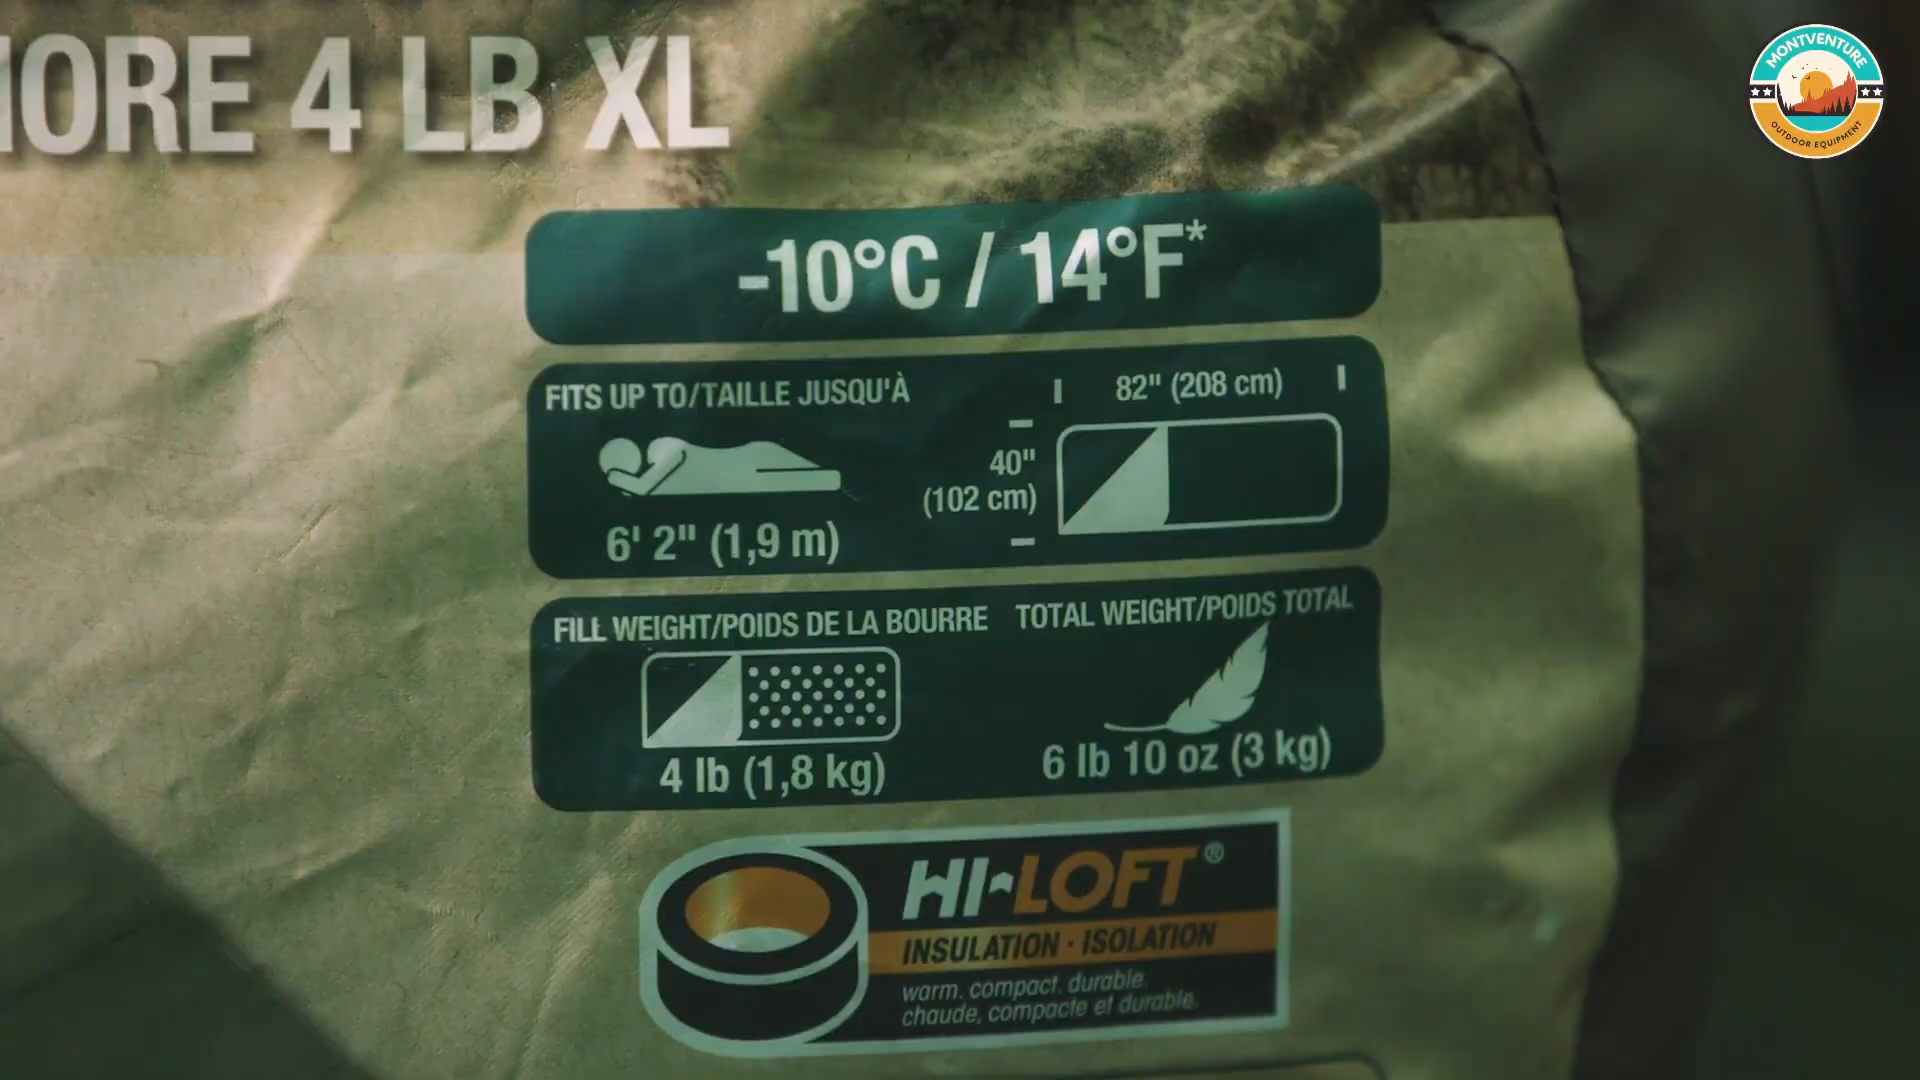 MONTVENTURE
OUTDOOR EQUIPMENT
4 LB XL
-10°C / 14°F*
FITS UP TO/TAILLE JUSQU'À
6' 2" (1,9 m)
82" (208 cm)
40"
(102 cm)
FILL WEIGHT/POIDS DE LA BOURRE
4 lb (1,8 kg)
TOTAL WEIGHT/POIDS TOTAL
6 lb 10 oz (3 kg)
HI-LOFT®
INSULATION · ISOLATION
warm. compact. durable.
chaude, compacte et durable.